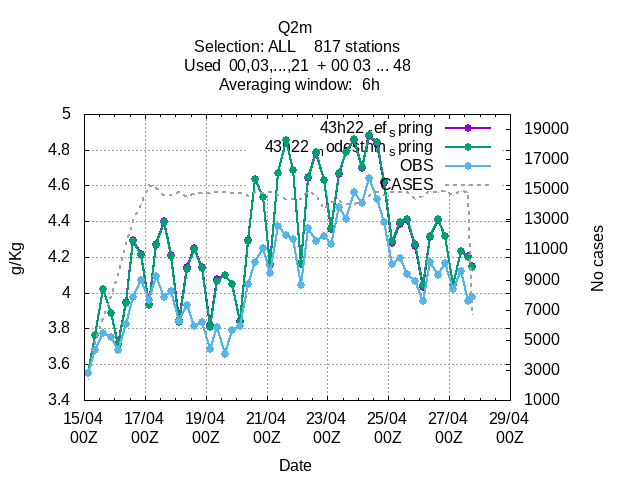 Q2m
Selection: ALL 817 stations
Used 00,03,...,21 + 00 03 ... 48
Averaging window: 6h
43h22_ref_spring
OBS
CASES
g/Kg
No cases
5
4.8
4.6
4.4
4.2
4
3.8
3.6
3.4
19000
17000
15000
13000
11000
9000
7000
5000
3000
1000
15/04 17/04 19/04 21/04 23/04 25/04 27/04 29/04
00Z 00Z 00Z 00Z 00Z 00Z 00Z 00Z
Date